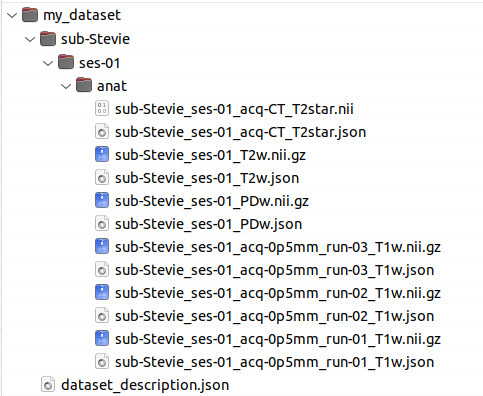 my_dataset
sub-Stevie
ses-01
anat
sub-Stevie_ses-01_acq-CT_T2star.nii
sub-Stevie_ses-01_acq-CT_T2star.json
sub-Stevie_ses-01_T2w.nii.gz
sub-Stevie_ses-01_T2w.json
sub-Stevie_ses-01_PDw.nii.gz
sub-Stevie_ses-01_PDw.json
sub-Stevie_ses-01_acq-0p5mm_run-03_T1w.nii.gz
sub-Stevie_ses-01_acq-0p5mm_run-03_T1w.json
sub-Stevie_ses-01_acq-0p5mm_run-02_T1w.nii.gz
sub-Stevie_ses-01_acq-0p5mm_run-02_T1w.json
sub-Stevie_ses-01_acq-0p5mm_run-01_T1w.nii.gz
sub-Stevie_ses-01_acq-0p5mm_run-01_T1w.json
dataset_description.json